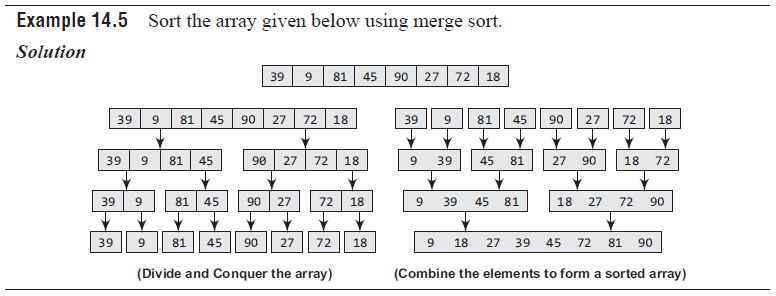 Example 14.5 Sort the array given below using merge sort.
Solution
39 9 81 45 90 27 72 18
39 9 81 45 90 27 72 18
39 9 81 45 90 27 72 18
39 9 81 45 90 27 72 18
39 9 81 45 90 27 72 18
(Divide and Conquer the array)
39 9 81 45 90 27 72 18
9 39 45 81 27 90 18 72
9 39 45 81 18 27 72 90
9 18 27 39 45 72 81 90
(Combine the elements to form a sorted array)